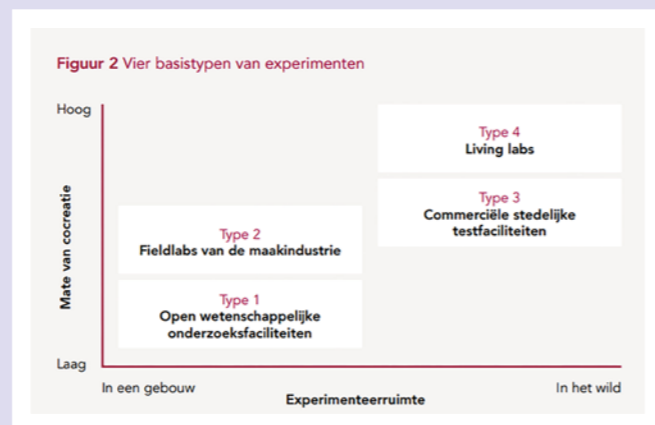 Figuur 2 Vier basistypen van experimenten
Hoog
Type 4
Living labs
Type 3
Commerciële stedelijke
testfaciliteiten
Mate van cocreatie
Type 2
Fieldlabs van de maakindustrie
Type 1
Open wetenschappelijke
onderzoeksfaciliteiten
Laag
In een gebouw
Experimenteerruimte
In het wild